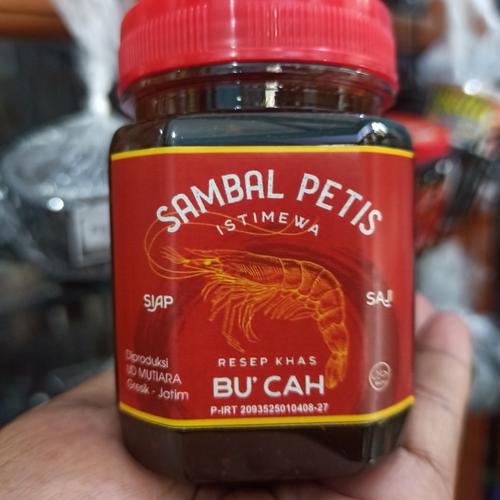 SAMBAL PETIS
ISTIMEWA
SIAP
SAJI
RESEP KHAS
BU' CAH
Diproduksi
UD MUTIARA
Gresik - Jatim
P-IRT 2093525010408-27